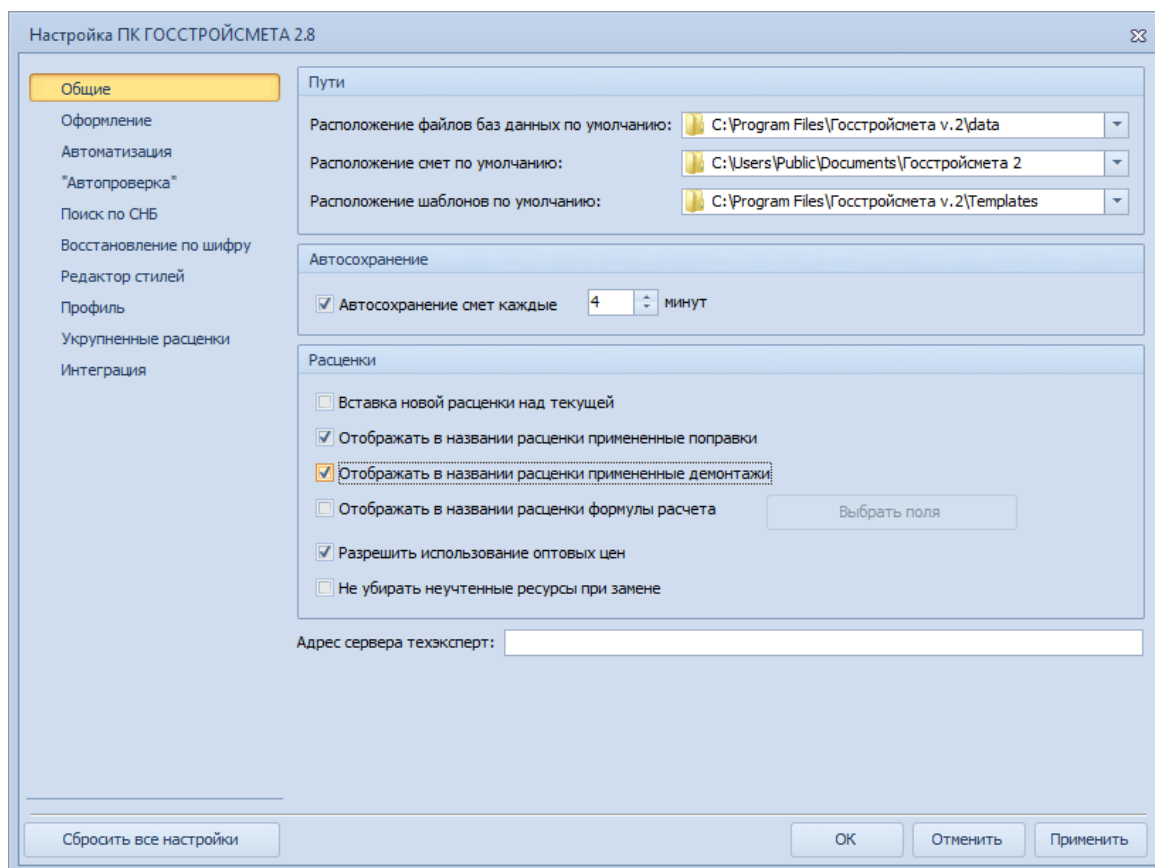 Настройка ПК ГОССТРОЙСМЕТА 2.8
Общие
Оформление
Автоматизация
"Автопроверка"
Поиск по СНБ
Восстановление по шифру
Редактор стилей
Профиль
Укрупненные расценки
Интеграция
Пути
Расположение файлов баз данных по умолчанию: C:\Program Files\Госстройсмета v.2\data
Расположение смет по умолчанию: C:\Users\Public\Documents\Госстройсмета 2
Расположение шаблонов по умолчанию: C:\Program Files\Госстройсмета v.2\Templates
Автосохранение
Автосохранение смет каждые 4 минут
Расценки
Вставка новой расценки над текущей
Отображать в названии расценки примененные поправки
Отображать в названии расценки примененные демонтажи
Отображать в названии расценки формулы расчета Выбрать поля
Разрешить использование оптовых цен
Не убирать неучтенные ресурсы при замене
Адрес сервера техэксперт:
Сбросить все настройки ОК Отменить Применить